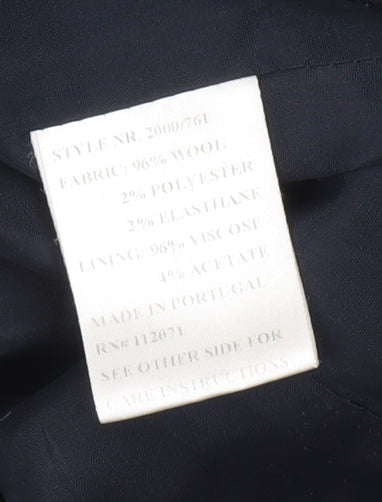 STYLE NR. 2000/761
FABRIC: 96% WOOL
2% POLYESTER
2% ELASTHANE
LINING: 96% VISCOSE
4% ACETATE
MADE IN PORTUGAL
RN# 112071
SEE OTHER SIDE FOR
CARE INSTRUCTIONS